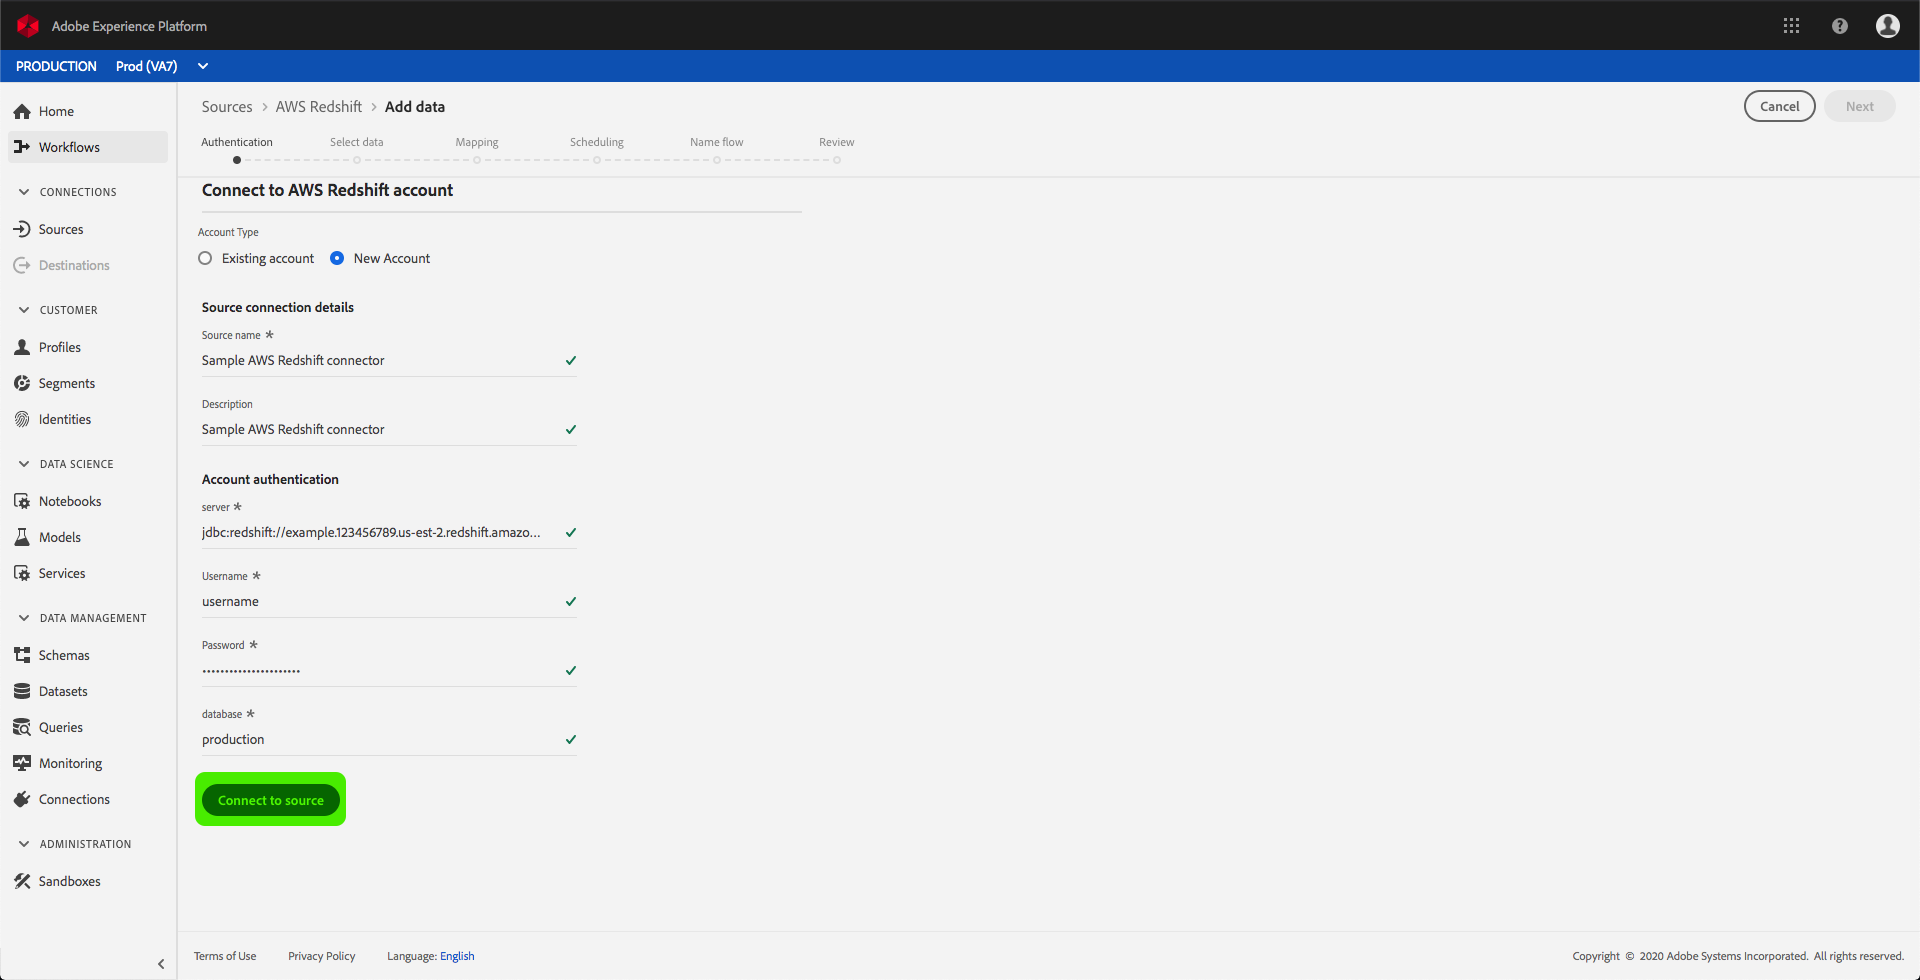 Adobe Experience Platform
PRODUCTION Prod (VA7)
Home
Workflows
CONNECTIONS
Sources
Destinations
CUSTOMER
Profiles
Segments
Identities
DATA SCIENCE
Notebooks
Models
Services
DATA MANAGEMENT
Schemas
Datasets
Queries
Monitoring
Connections
ADMINISTRATION
Sandboxes
Sources > AWS Redshift > Add data
Cancel Next
Authentication Select data Mapping Scheduling Name flow Review
Connect to AWS Redshift account
Account Type
Existing account New Account
Source connection details
Source name *
Sample AWS Redshift connector
Description
Sample AWS Redshift connector
Account authentication
server *
jdbc:redshift://example.123456789.us-est-2.redshift.amazo...
Username *
username
Password *
••••••••••••••••••••••
database *
production
Connect to source
Terms of Use Privacy Policy Language: English
Copyright © 2020 Adobe Systems Incorporated. All rights reserved.